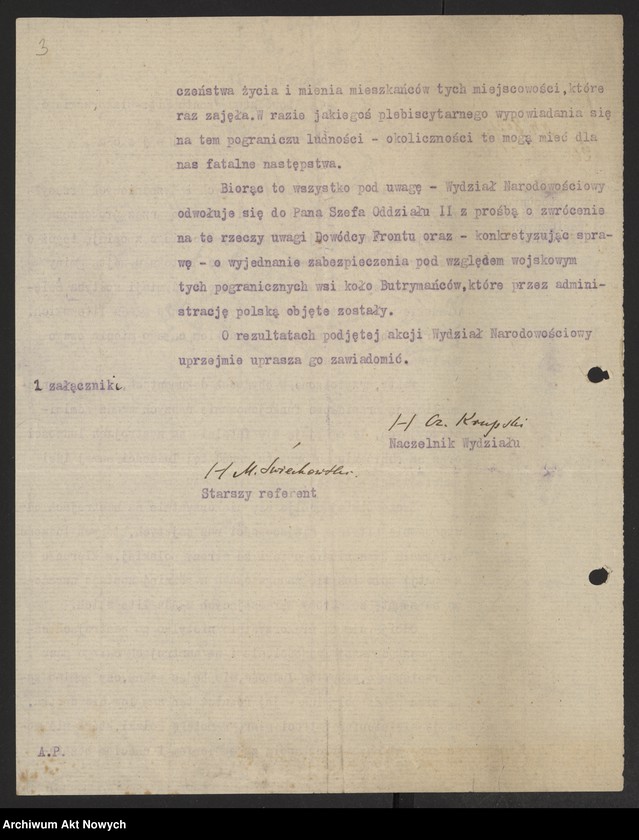 3
czeństwa życia i mienia mieszkańców tych miejscowości,które
raz zajęła.W razie jakiegoś plebiscytarnego wypowiadania się
na tem pograniczu ludności - okoliczności te mogą mieć dla
nas fatalne następstwa.
Biorąc to wszystko pod uwagę - Wydział Narodowościowy
odwołuje się do Pana Szefa Oddziału II z prośbą o zwrócenie
na te rzeczy uwagi Dowódcy Frontu oraz - konkretyzując spra-
wę - o wyjednanie zabezpieczenia pod względem wojskowym
tych pogranicznych wsi koło Butrymańców,które przez admini-
strację polską objęte zostały.
O rezultatach podjętej akcji Wydział Narodowościowy
uprzejmie uprasza go zawiadomić.
1 załącznik.
/-/ Cz. Krupski
Naczelnik Wydziału
/-/ M. Świechowski.
Starszy referent
A.P.
Archiwum Akt Nowych